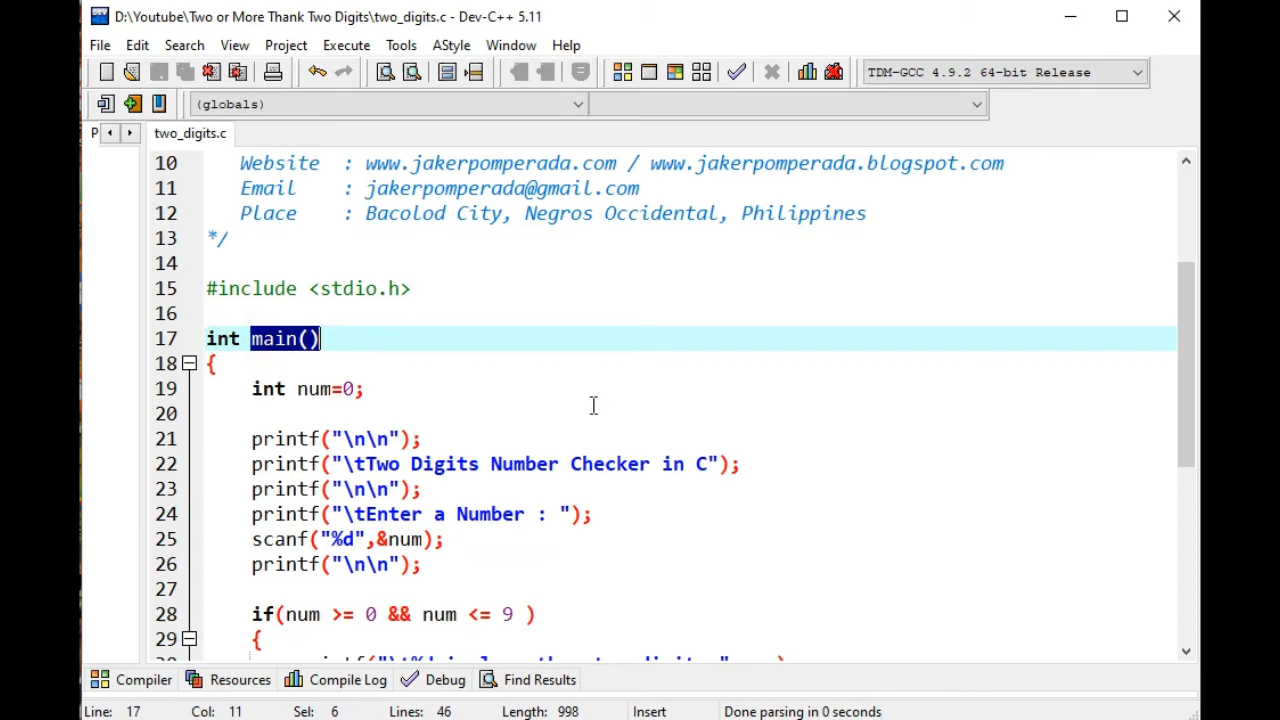 D:\Youtube\Two or More Thank Two Digits\two_digits.c - Dev-C++ 5.11
File Edit Search View Project Execute Tools AStyle Window Help
TDM-GCC 4.9.2 64-bit Release
(globals)
P two_digits.c
10 Website : www.jakerpomperada.com / www.jakerpomperada.blogspot.com
11 Email : jakerpomperada@gmail.com
12 Place : Bacolod City, Negros Occidental, Philippines
13 */
14
15 #include <stdio.h>
16
17 int main()
18 {
19 int num=0;
20
21 printf("\n\n");
22 printf("\tTwo Digits Number Checker in C");
23 printf("\n\n");
24 printf("\tEnter a Number : ");
25 scanf("%d",&num);
26 printf("\n\n");
27
28 if(num >= 0 && num <= 9 )
29 {
Compiler Resources Compile Log Debug Find Results
Line: 17 Col: 11 Sel: 6 Lines: 46 Length: 998 Insert Done parsing in 0 seconds